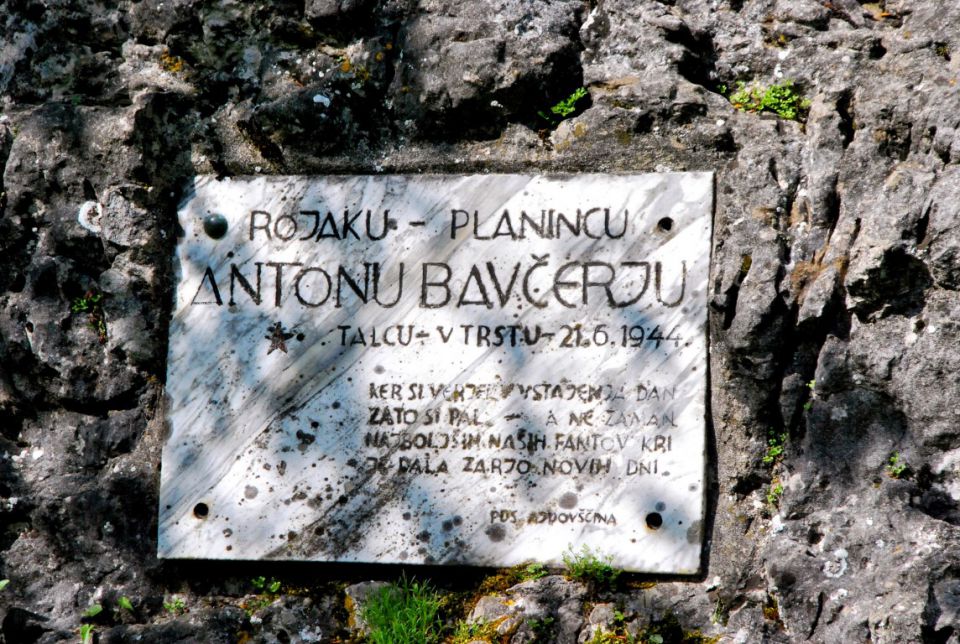 ROJAKU - PLANINCU
ANTONU BAVČERJU
TALCU - V TRSTU - 21.6.1944.
KER SI VERJEL V VSTAJENJA DAN
ZATO SI PAL - A NE ZAMAN.
NAJBOLJŠIH NAŠIH FANTOV KRI
JE DALA ZARJO NOVIH DNI.
PDS AJDOVŠČINA